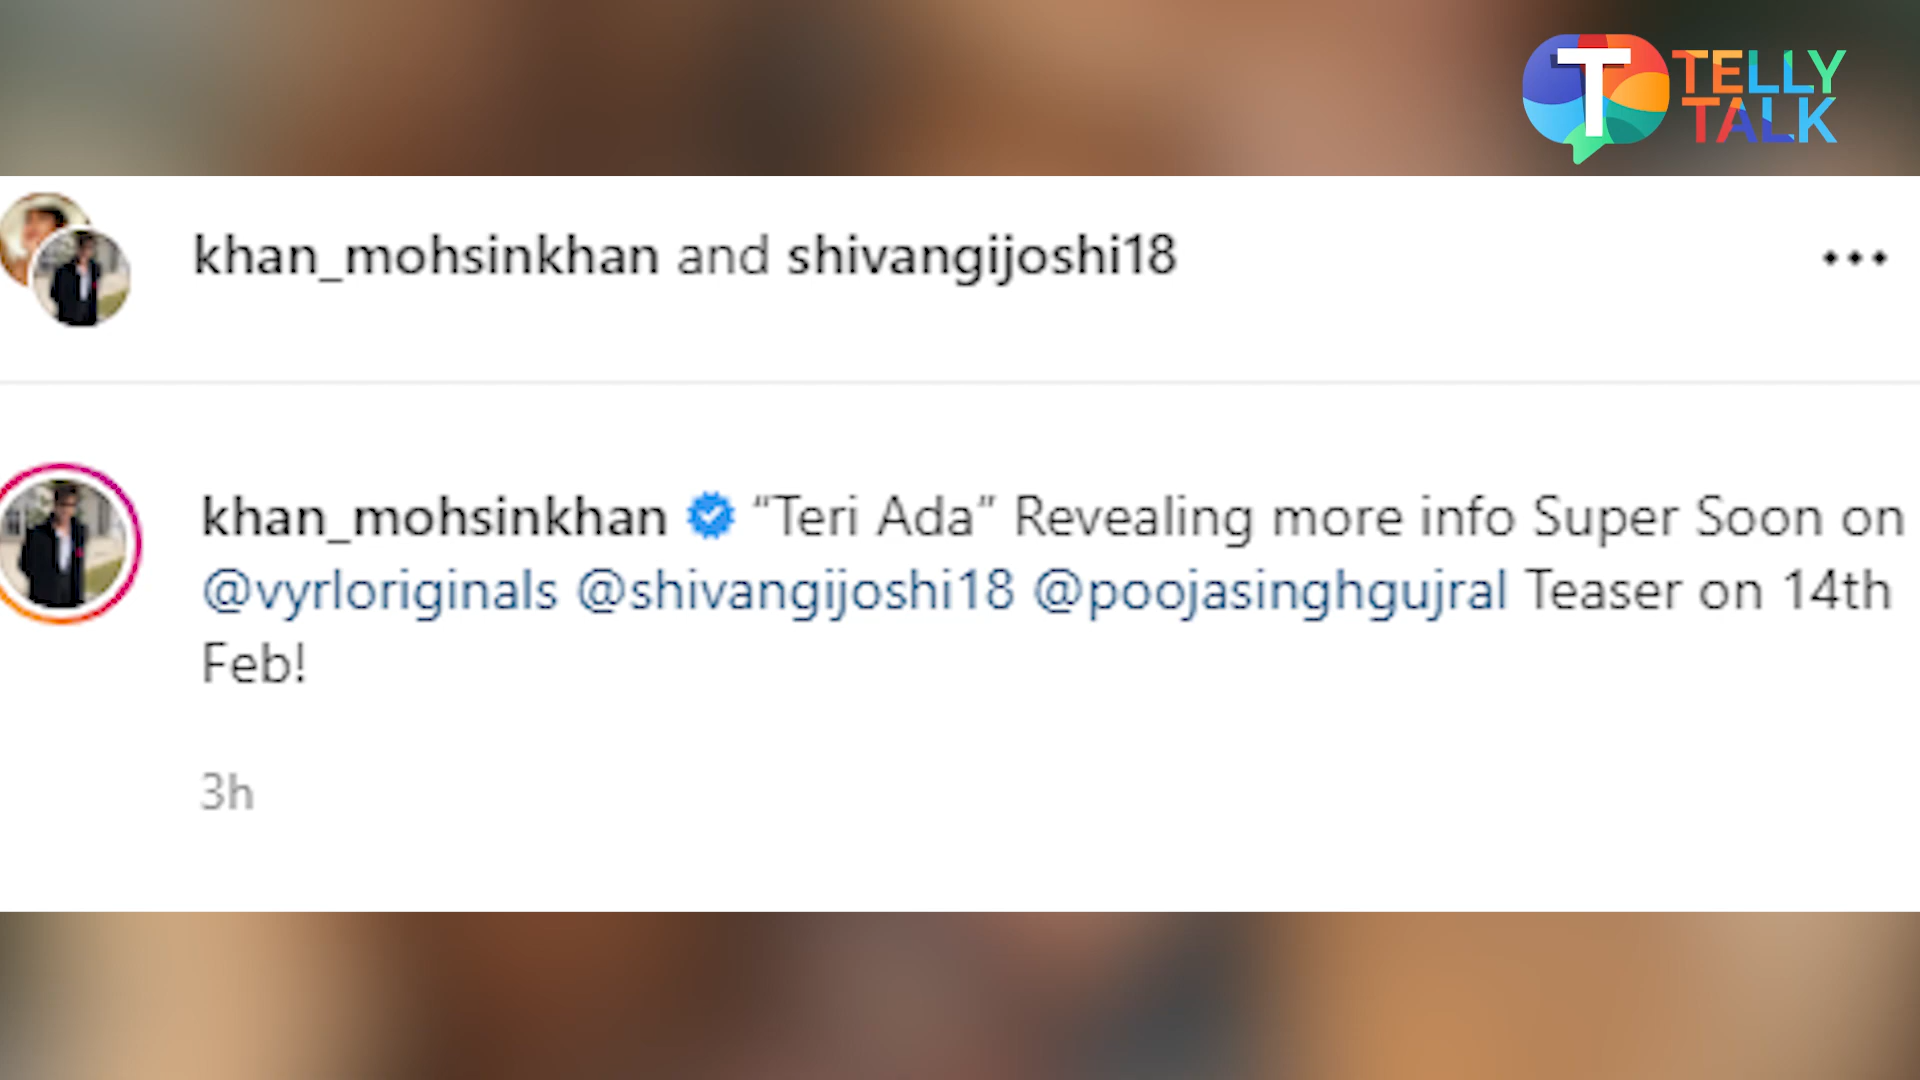 T TELLY
TALK
khan_mohsinkhan and shivangijoshi18
khan_mohsinkhan “Teri Ada” Revealing more info Super Soon on
@vyrloriginals @shivangijoshi18 @poojasinghgujral Teaser on 14th
Feb!
3h